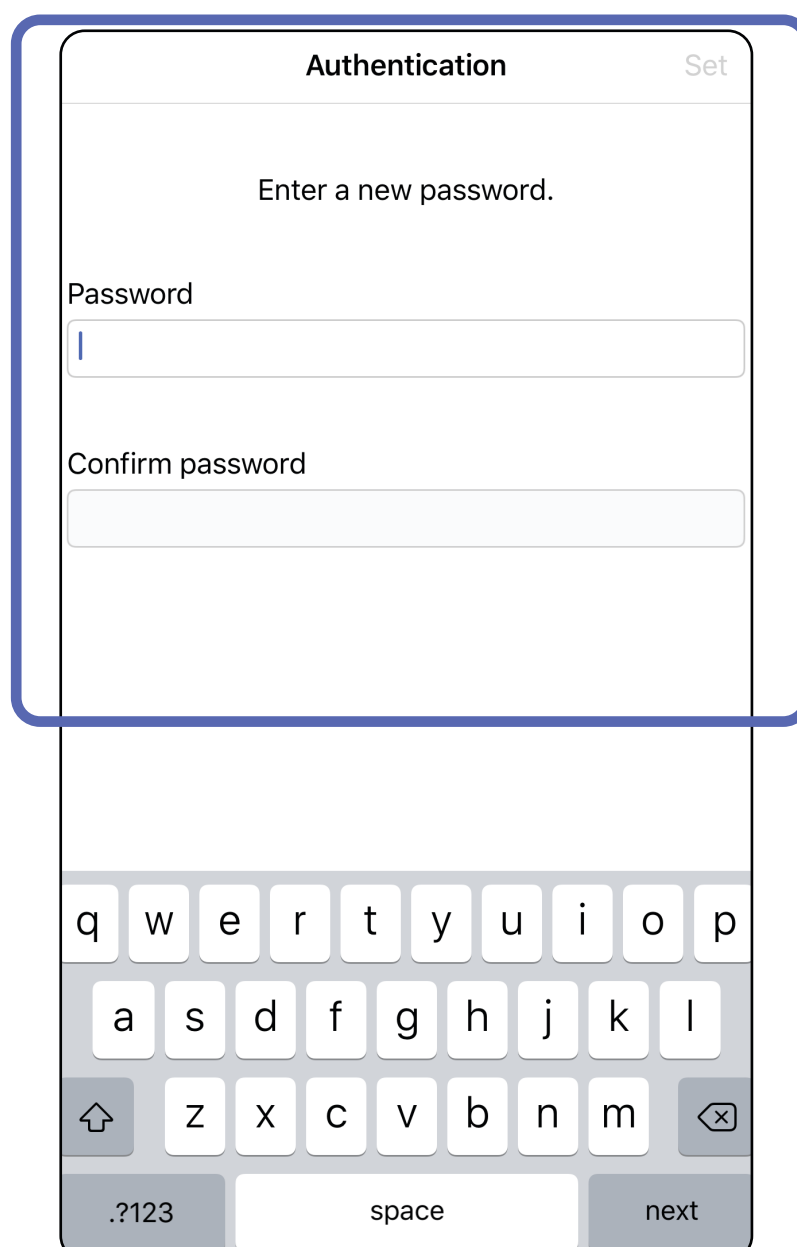 Authentication Set
Enter a new password.
Password
Confirm password
q w e r t y u i o p
a s d f g h j k l
z x c v b n m
.?123 space next